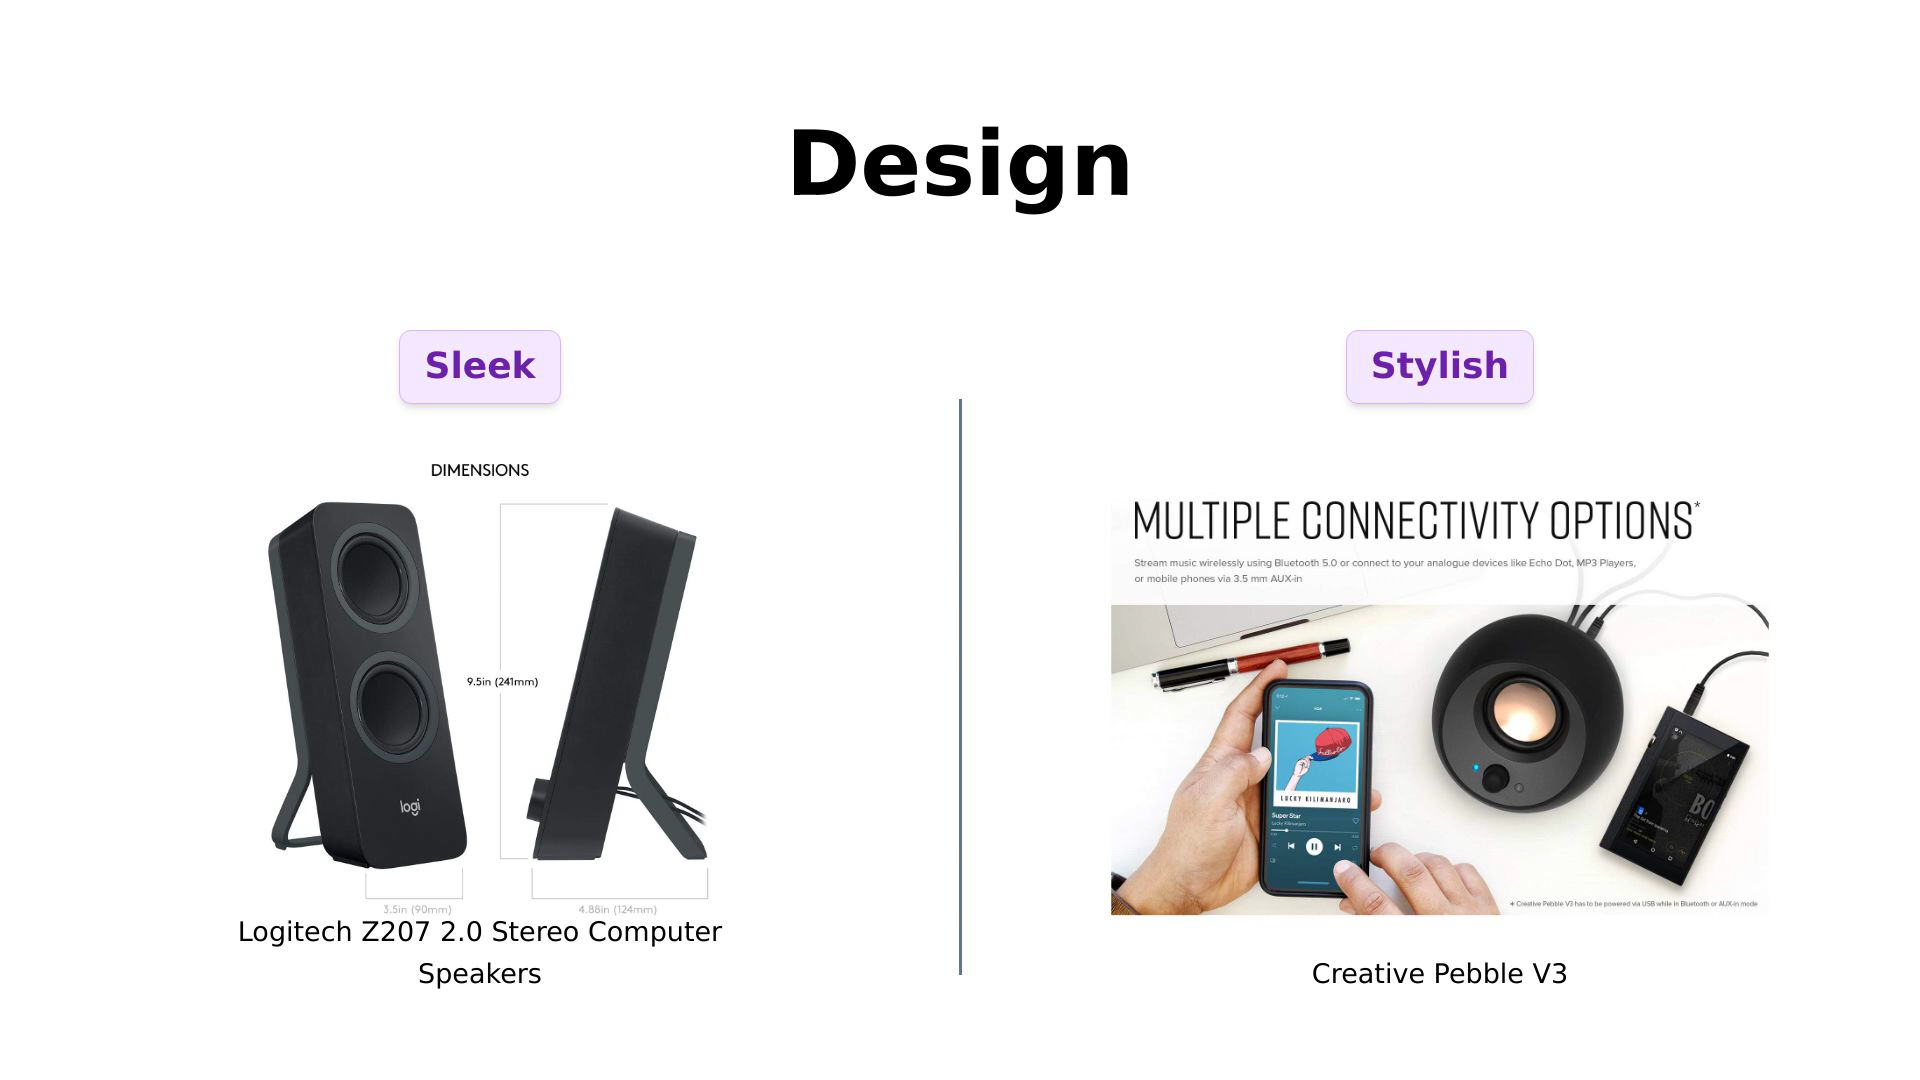 Design
Sleek
DIMENSIONS
9.5in (241mm)
logi
3.5in (90mm)
4.88in (124mm)
Logitech Z207 2.0 Stereo Computer
Speakers
Stylish
MULTIPLE CONNECTIVITY OPTIONS*
Stream music wirelessly using Bluetooth 5.0 or connect to your analogue devices like Echo Dot, MP3 Players,
or mobile phones via 3.5 mm AUX-in
LUCKY KILIMANJARO
Super Star
Lucky Kilimanjaro
BO
* Creative Pebble V3 has to be powered via USB while in Bluetooth or AUX-in mode
Creative Pebble V3